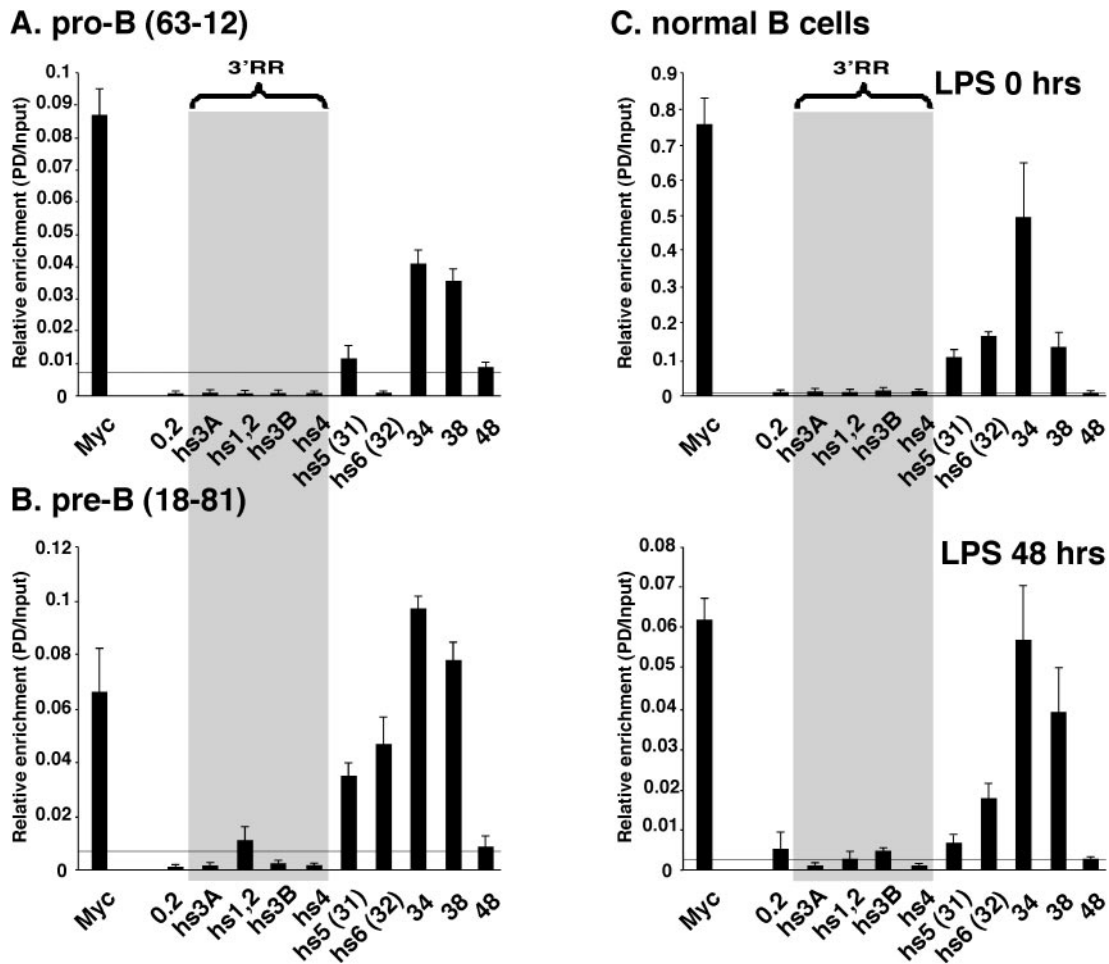 A. pro-B (63-12)
3'RR
Relative enrichment (PD/Input)
0.1
0.09
0.08
0.07
0.06
0.05
0.04
0.03
0.02
0.01
0
Myc
0.2
hs3A
hs1,2
hs3B
hs4
hs5 (31)
hs6 (32)
34
38
48
B. pre-B (18-81)
Relative enrichment (PD/Input)
0.12
0.1
0.08
0.06
0.04
0.02
0
Myc
0.2
hs3A
hs1,2
hs3B
hs4
hs5 (31)
hs6 (32)
34
38
48
C. normal B cells
3'RR
LPS 0 hrs
Relative enrichment (PD/Input)
0.9
0.8
0.7
0.6
0.5
0.4
0.3
0.2
0.1
0
Myc
0.2
hs3A
hs1,2
hs3B
hs4
hs5 (31)
hs6 (32)
34
38
48
LPS 48 hrs
Relative enrichment (PD/Input)
0.08
0.07
0.06
0.05
0.04
0.03
0.02
0.01
0
Myc
0.2
hs3A
hs1,2
hs3B
hs4
hs5 (31)
hs6 (32)
34
38
48